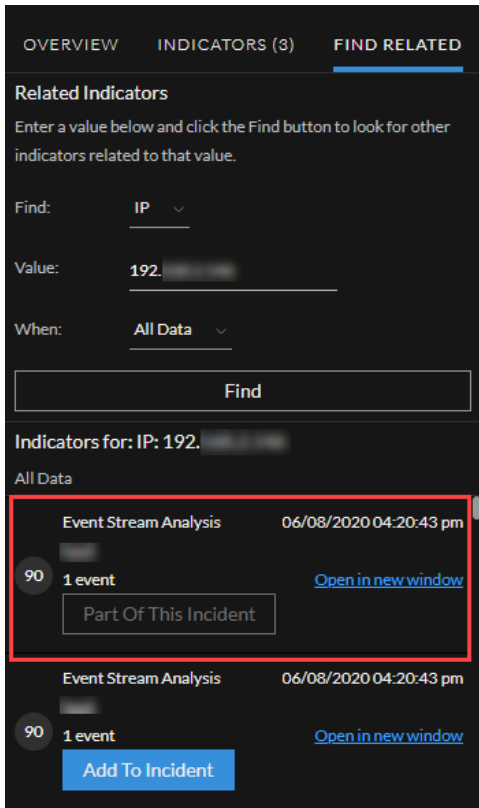 OVERVIEW INDICATORS (3) FIND RELATED
Related Indicators
Enter a value below and click the Find button to look for other
indicators related to that value.
Find: IP
Value: 192.
When: All Data
Find
Indicators for: IP: 192.
All Data
Event Stream Analysis 06/08/2020 04:20:43 pm
90 1 event Open in new window
Part Of This Incident
Event Stream Analysis 06/08/2020 04:20:43 pm
90 1 event Open in new window
Add To Incident